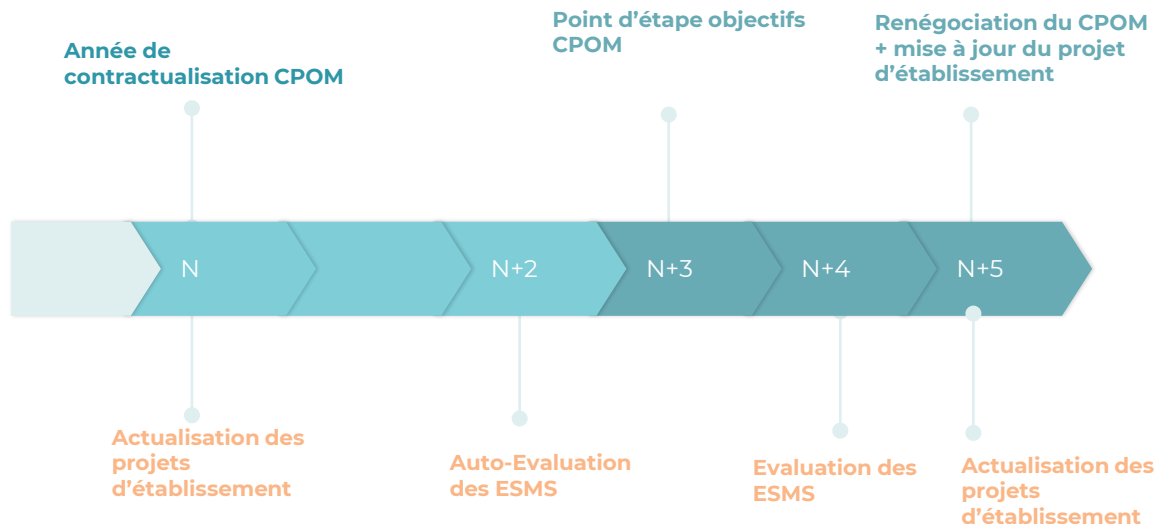 Année de
contractualisation CPOM
Point d’étape objectifs
CPOM
Renégociation du CPOM
+ mise à jour du projet
d’établissement
N
N+2
N+3
N+4
N+5
Actualisation des
projets
d’établissement
Auto-Evaluation
des ESMS
Evaluation des
ESMS
Actualisation des
projets
d’établissement